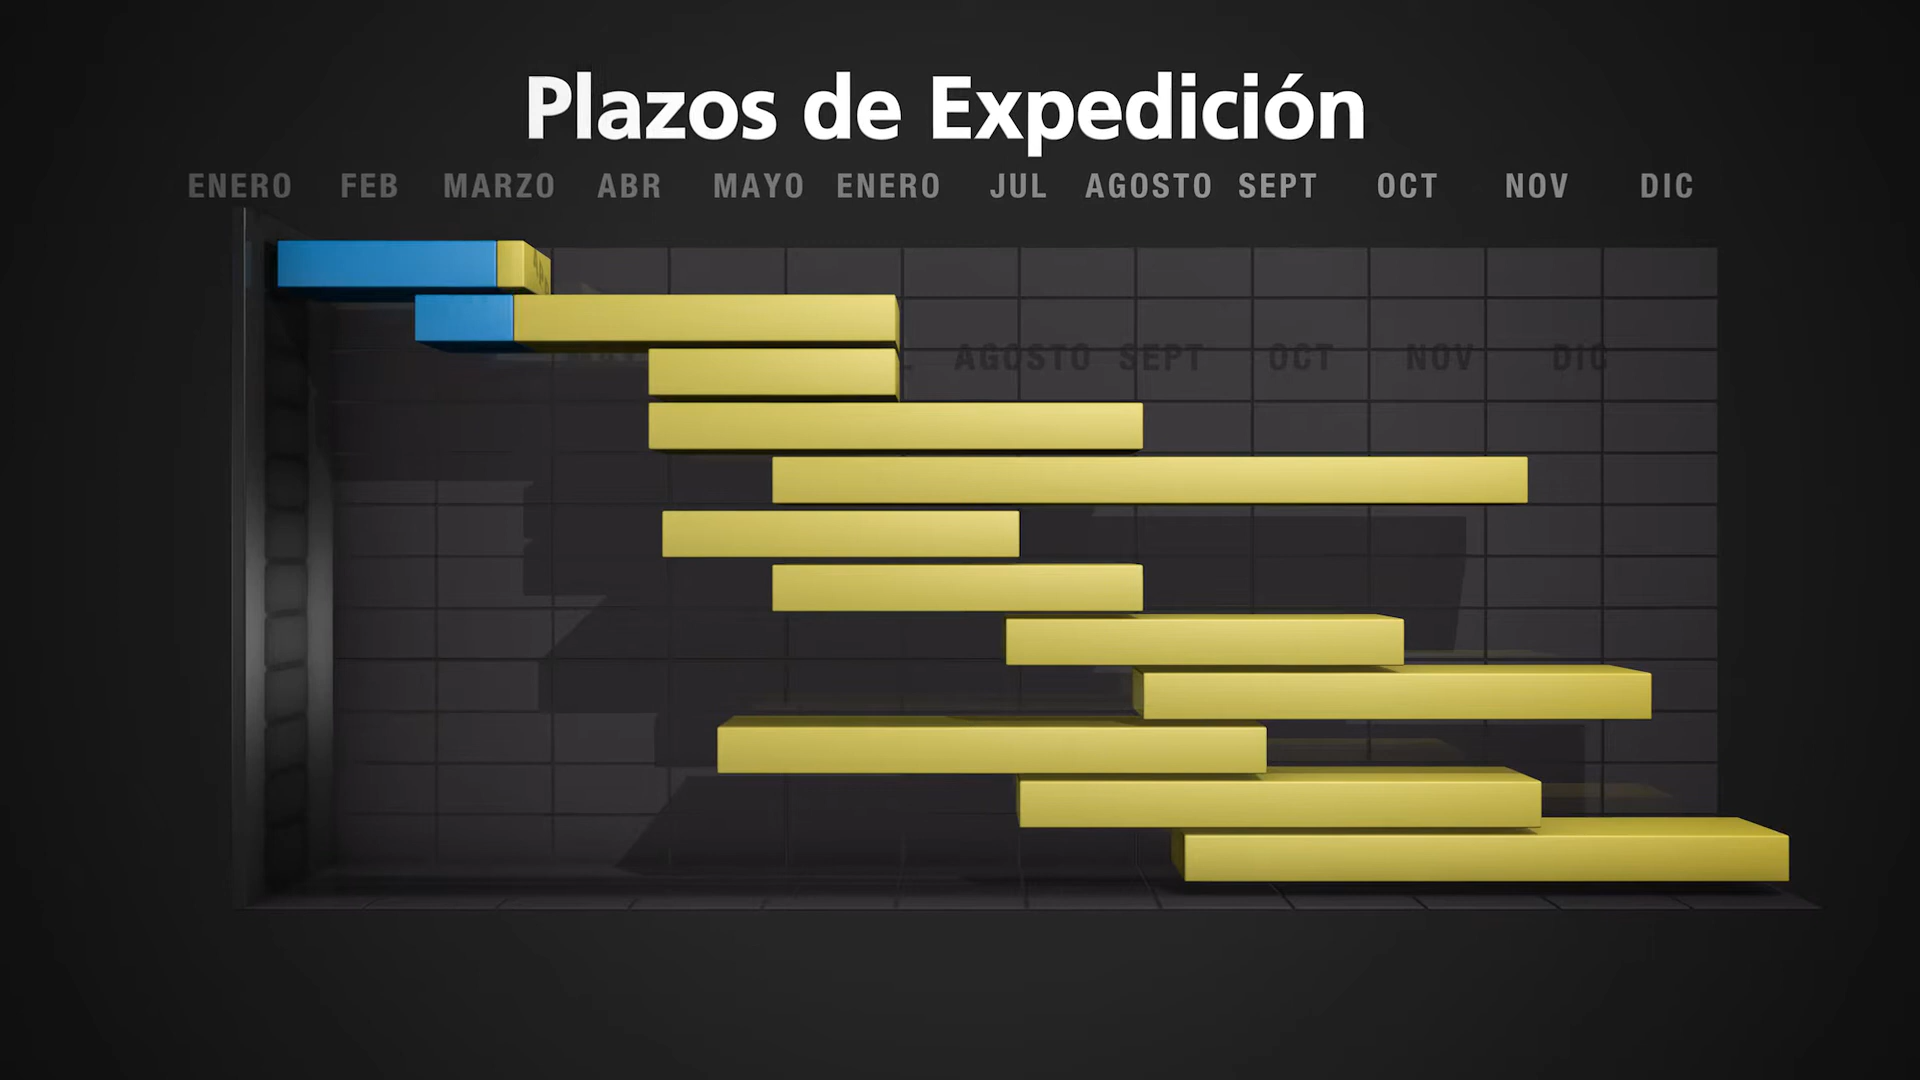 Plazos de Expedición
ENERO FEB MARZO ABR MAYO ENERO JUL AGOSTO SEPT OCT NOV DIC
AGOSTO SEPT OCT NOV DIC